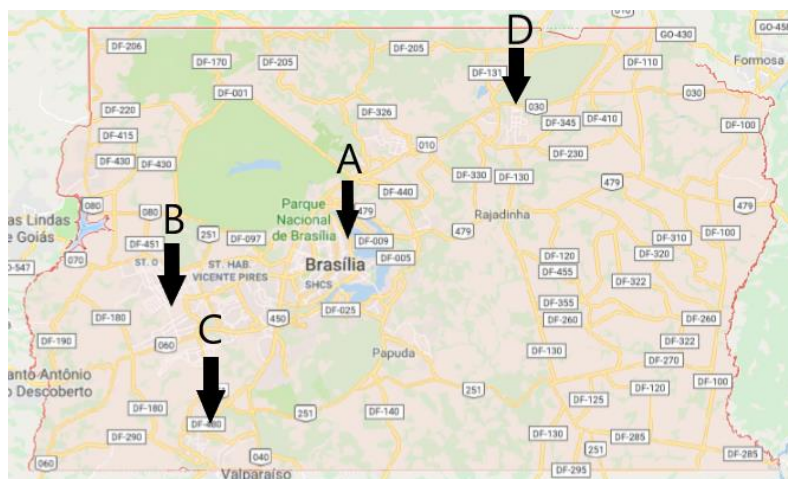 010
GO-430
GO-458
DF-206
D
DF-205
DF-170
DF-205
DF-110
Formosa
DF-131
DF-001
030
030
DF-220
DF-326
DF-345
DF-410
DF-100
DF-415
010
A
DF-430
DF-430
DF-230
DF-330
DF-130
479
DF-440
Parque
Nacional
de Brasília
080
080
B
479
479
Rajadinha
as Lindas
e Goiás
251
DF-097
479
DF-451
DF-009
DF-310
DF-100
DF-320
070
ST. O
ST. HAB.
VICENTE PIRES
Brasília
DF-005
DF-120
O-547
DF-455
SHCS
DF-322
DF-025
DF-355
DF-180
450
C
DF-260
DF-260
DF-190
060
DF-322
Papuda
DF-130
DF-270
anto Antônio
o Descoberto
251
DF-120
DF-100
DF-180
251
DF-140
DF-125
DF-480
DF-290
DF-130
DF-285
251
DF-285
060
040
DF-295
Valparaíso